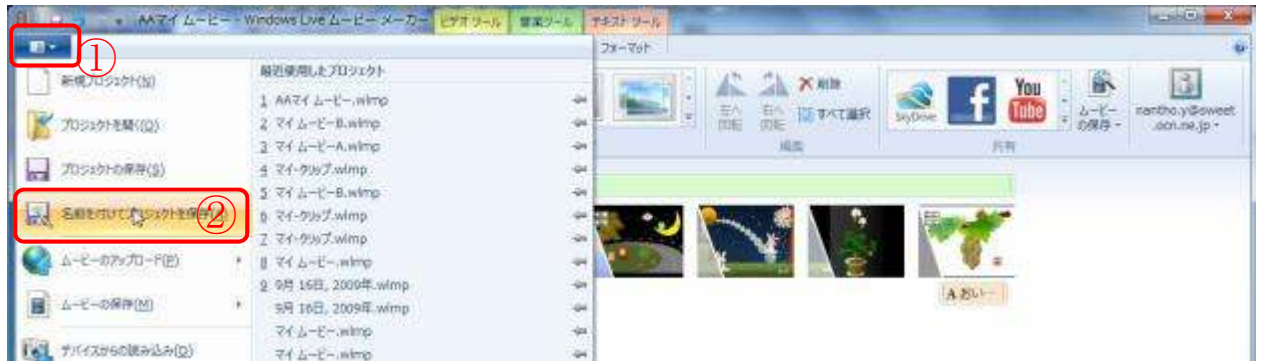 AAマイ ムービー - Windows Live ムービー メーカー
ビデオ ツール
音楽ツール
テキスト ツール
①
フォーマット
新規プロジェクト(N)
プロジェクトを開く(O)
プロジェクトの保存(S)
名前を付けてプロジェクトを保存(A)
②
ムービーのアップロード(P)
ムービーの保存(M)
デバイスからの読み込み(D)
最近使用したプロジェクト
1 AAマイ ムービー.wlmp
2 マイ ムービーB.wlmp
3 マイ ムービーA.wlmp
4 マイ-クリップ.wlmp
5 マイ ムービーB.wlmp
6 マイ-クリップ.wlmp
7 マイ-クリップ.wlmp
8 マイ ムービー.wlmp
9 9月 16日, 2009年.wlmp
9月 16日, 2009年.wlmp
マイ ムービー.wlmp
マイ ムービー.wlmp
左へ回転
右へ回転
削除
すべて選択
編集
SkyDrive
f
You Tube
ムービーの保存
共有
nantho.y@sweet.ocn.ne.jp
A おい…